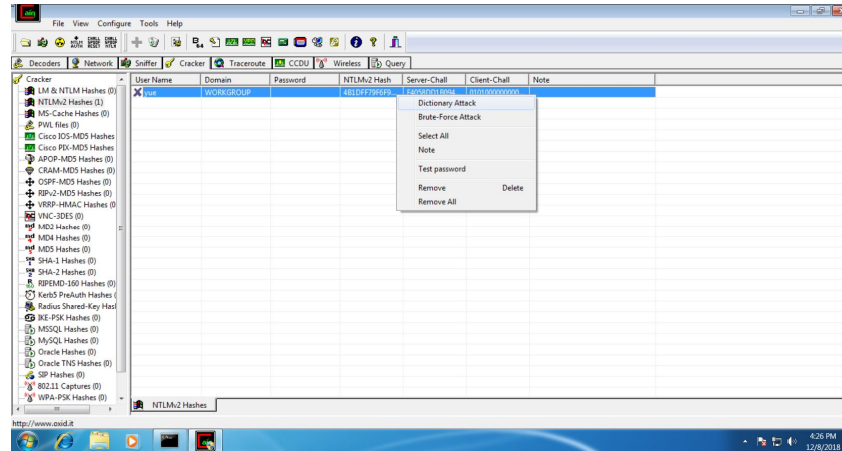 File View Configure Tools Help
Decoders Network Sniffer Cracker Traceroute CCDU Wireless Query
Cracker
LM & NTLM Hashes (0)
NTLMv2 Hashes (1)
MS-Cache Hashes (0)
PWL files (0)
Cisco IOS-MD5 Hashes
Cisco PIX-MD5 Hashes
APOP-MD5 Hashes (0)
CRAM-MD5 Hashes (0)
OSPF-MD5 Hashes (0)
RIPv2-MD5 Hashes (0)
VRRP-HMAC Hashes (0
VNC-3DES (0)
MD2 Hashes (0)
MD4 Hashes (0)
MD5 Hashes (0)
SHA-1 Hashes (0)
SHA-2 Hashes (0)
RIPEMD-160 Hashes (0)
Kerb5 PreAuth Hashes (
Radius Shared-Key Hasl
IKE-PSK Hashes (0)
MSSQL Hashes (0)
MySQL Hashes (0)
Oracle Hashes (0)
Oracle TNS Hashes (0)
SIP Hashes (0)
802.11 Captures (0)
WPA-PSK Hashes (0)
User Name Domain Password NTLMv2 Hash Server-Chall Client-Chall Note
yue WORKGROUP 4B1DFF79F6F9...
Dictionary Attack
Brute-Force Attack
Select All
Note
Test password
Remove Delete
Remove All
NTLMv2 Hashes
http://www.oxid.it
4:26 PM
12/8/2018